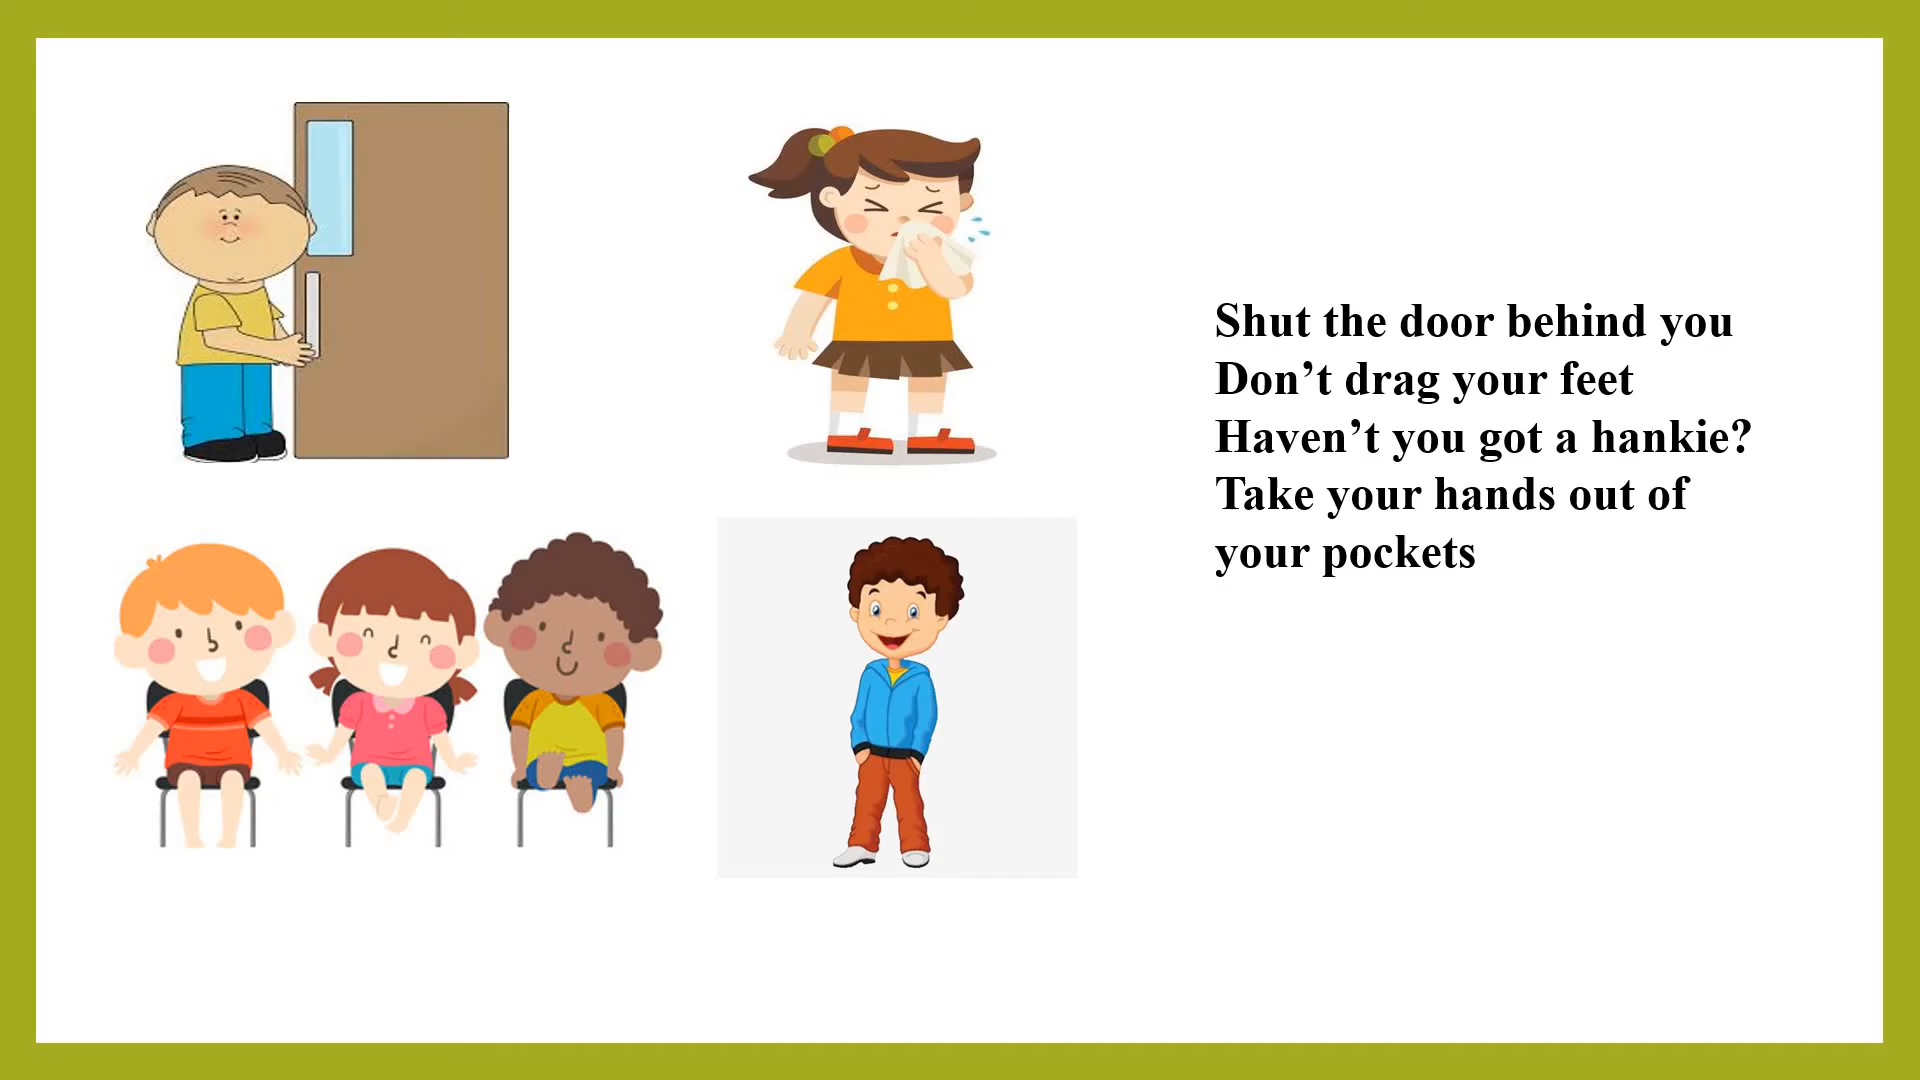 Shut the door behind you
Don’t drag your feet
Haven’t you got a hankie?
Take your hands out of
your pockets